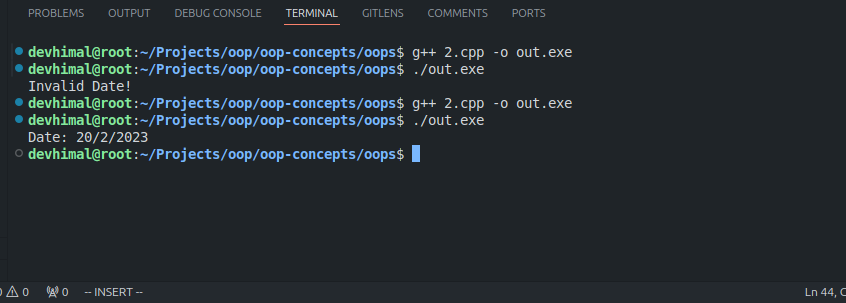 PROBLEMS OUTPUT DEBUG CONSOLE TERMINAL GITLENS COMMENTS PORTS
devhimal@root:~/Projects/oop/oop-concepts/oops$ g++ 2.cpp -o out.exe
devhimal@root:~/Projects/oop/oop-concepts/oops$ ./out.exe
Invalid Date!
devhimal@root:~/Projects/oop/oop-concepts/oops$ g++ 2.cpp -o out.exe
devhimal@root:~/Projects/oop/oop-concepts/oops$ ./out.exe
Date: 20/2/2023
devhimal@root:~/Projects/oop/oop-concepts/oops$
0 0 0 -- INSERT -- Ln 44, C